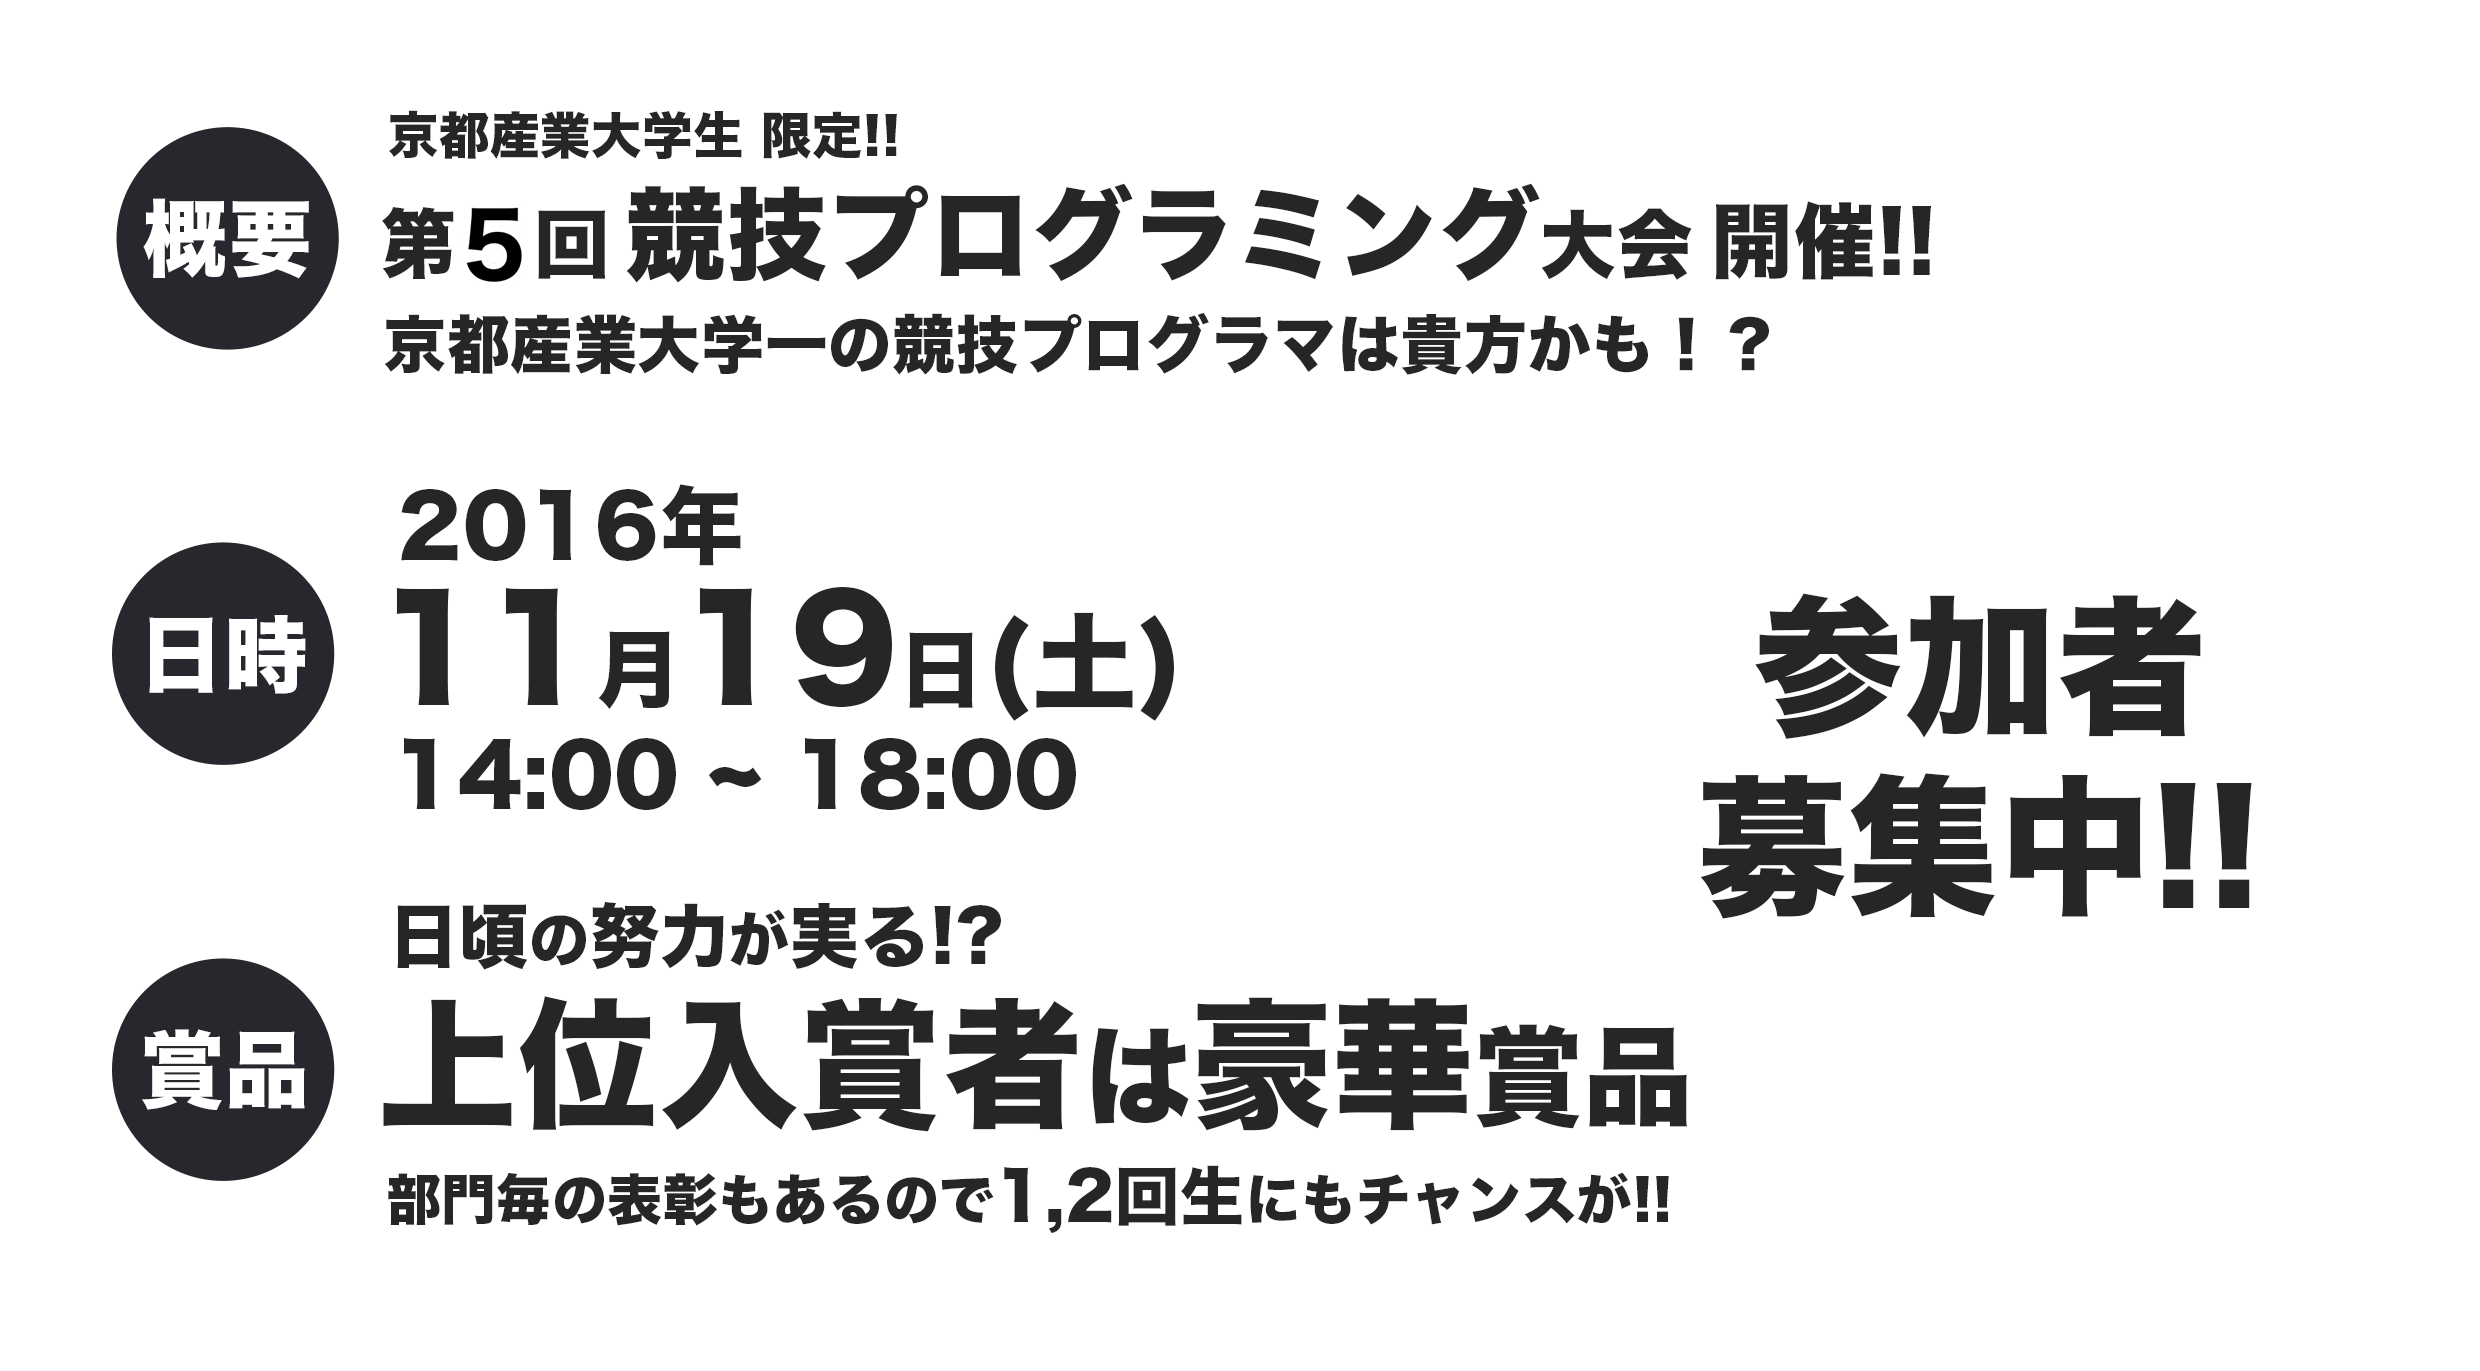 概要
京都産業大学生 限定!!
第5回 競技プログラミング大会 開催!!
京都産業大学一の競技プログラマは貴方かも！？
日時
2016年
11月19日(土)
14:00 ~ 18:00
参加者
募集中!!
賞品
日頃の努力が実る!?
上位入賞者は豪華賞品
部門毎の表彰もあるので1,2回生にもチャンスが!!